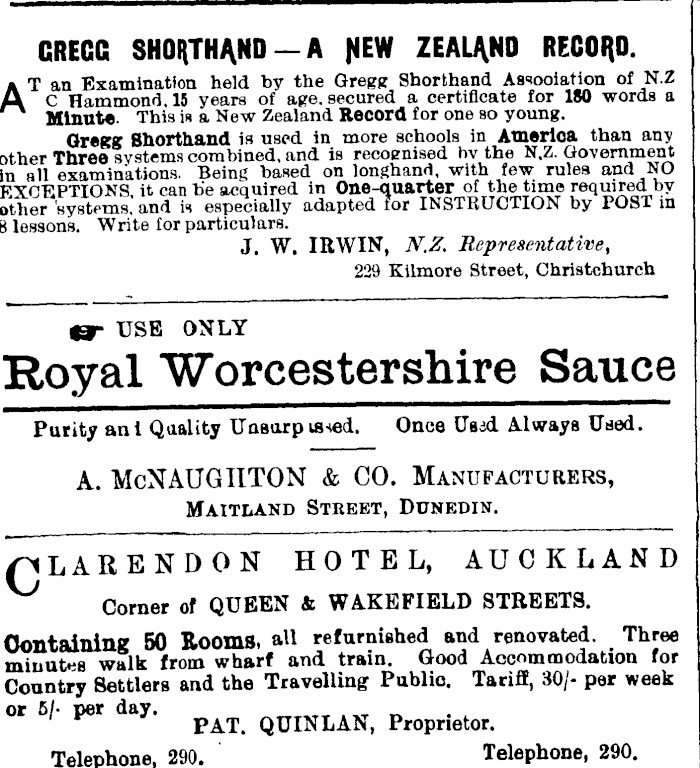 GREGG SHORTHAND — A NEW ZEALAND RECORD.
AT an Examination held by the Gregg Shorthand Association of N.Z
C Hammond, 15 years of age, secured a certificate for 180 words a
Minute. This is a New Zealand Record for one so young.
Gregg Shorthand is used in more schools in America than any
other Three systems combined, and is recognised by the N.Z. Government
in all examinations. Being based on longhand, with few rules and NO
EXCEPTIONS, it can be acquired in One-quarter of the time required by
other systems, and is especially adapted for INSTRUCTION by POST in
8 lessons. Write for particulars.
J. W. IRWIN, N.Z. Representative,
229 Kilmore Street, Christchurch
USE ONLY
Royal Worcestershire Sauce
Purity and Quality Unsurpassed. Once Used Always Used.
A. McNAUGHTON & CO. MANUFACTURERS,
MAITLAND STREET, DUNEDIN.
CLARENDON HOTEL, AUCKLAND
Corner of QUEEN & WAKEFIELD STREETS.
Containing 50 Rooms, all refurnished and renovated. Three
minutes walk from wharf and train. Good Accommodation for
Country Settlers and the Travelling Public. Tariff, 30/- per week
or 5/- per day.
PAT. QUINLAN, Proprietor.
Telephone, 290. Telephone, 290.